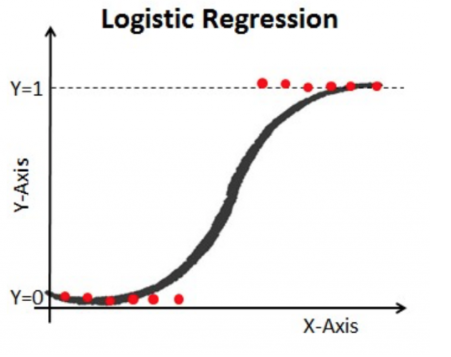 Logistic Regression
Y=1
Y-Axis
Y=0
X-Axis